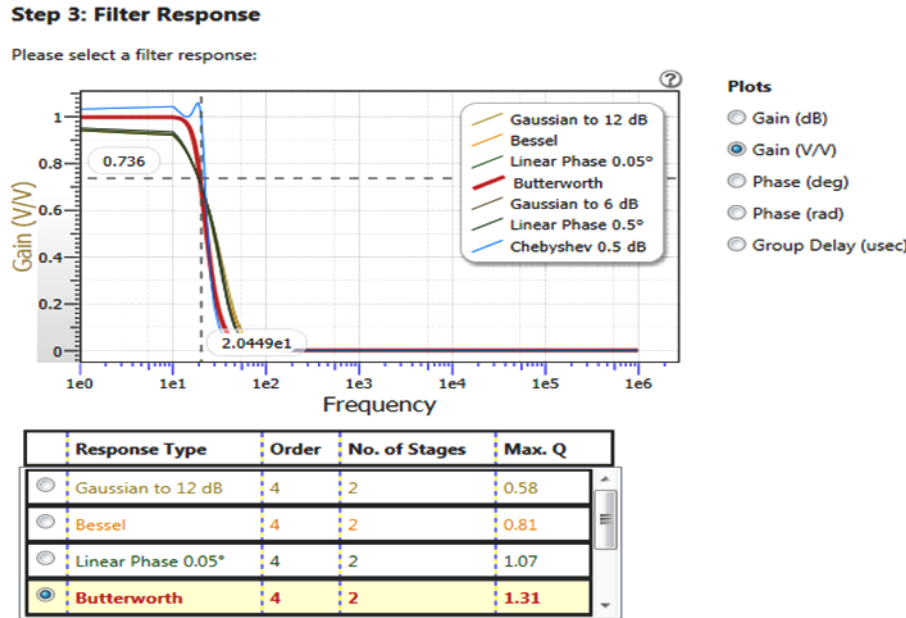 Step 3: Filter Response
Please select a filter response:
?
Plots
Gain (dB)
Gain (V/V)
Phase (deg)
Phase (rad)
Group Delay (usec)
Gain (V/V)
1
0.8
0.6
0.4
0.2
0
0.736
2.0449e1
Gaussian to 12 dB
Bessel
Linear Phase 0.05°
Butterworth
Gaussian to 6 dB
Linear Phase 0.5°
Chebyshev 0.5 dB
1e0 1e1 1e2 1e3 1e4 1e5 1e6
Frequency
Response Type Order No. of Stages Max. Q
Gaussian to 12 dB 4 2 0.58
Bessel 4 2 0.81
Linear Phase 0.05° 4 2 1.07
Butterworth 4 2 1.31